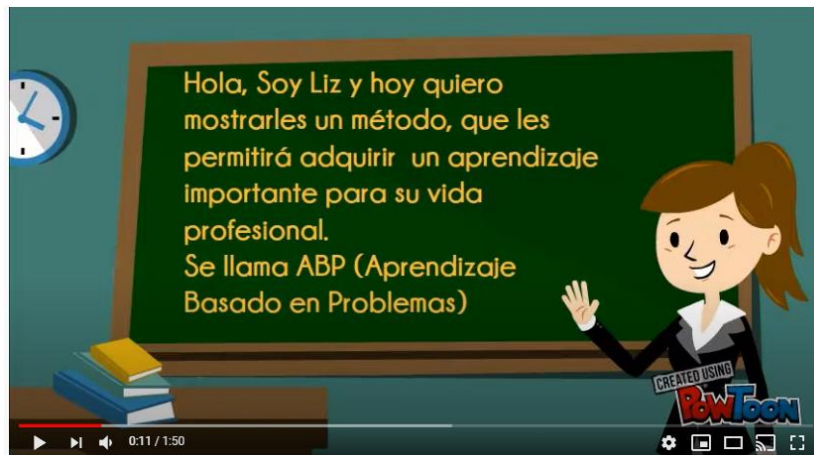 Hola, Soy Liz y hoy quiero
mostrarles un método, que les
permitirá adquirir un aprendizaje
importante para su vida
profesional.
Se llama ABP (Aprendizaje
Basado en Problemas)
CREATED USING
POWTOON
0:11 / 1:50